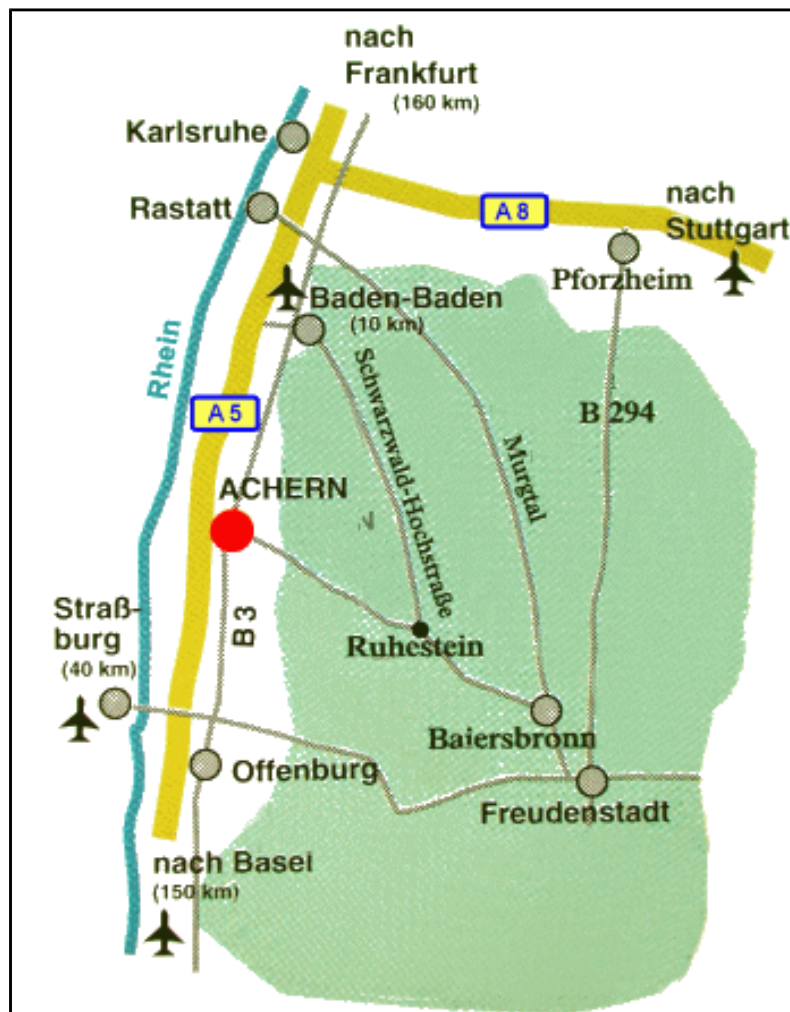 nach
Frankfurt
(160 km)
Karlsruhe
Rastatt
A 8
nach
Stuttgart
Pforzheim
Baden-Baden
(10 km)
Rhein
Schwarzwald-Hochstraße
A 5
B 294
Murgtal
ACHERN
B 3
Straß-
burg
(40 km)
Ruhestein
Baiersbronn
Offenburg
Freudenstadt
nach Basel
(150 km)